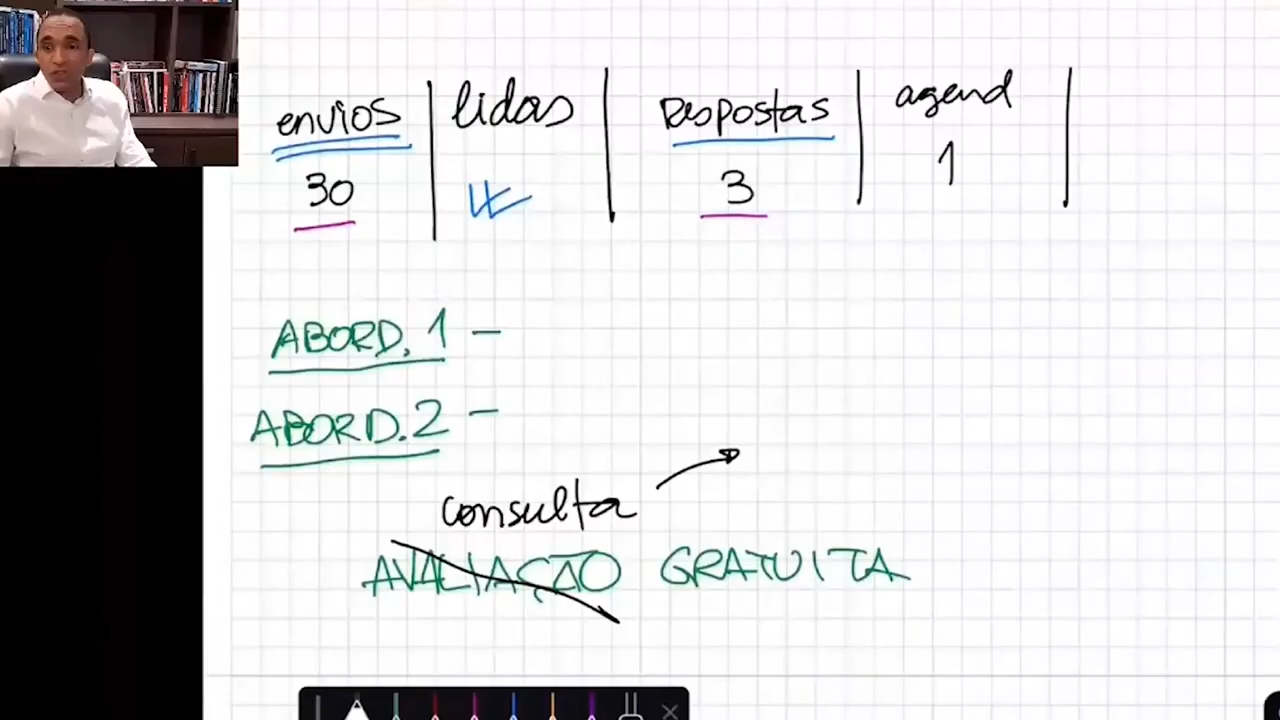 envios lidas Respostas agend
30 3 1
ABORD. 1 -
ABORD. 2 -
consulta
AVALIAÇÃO GRATUITA